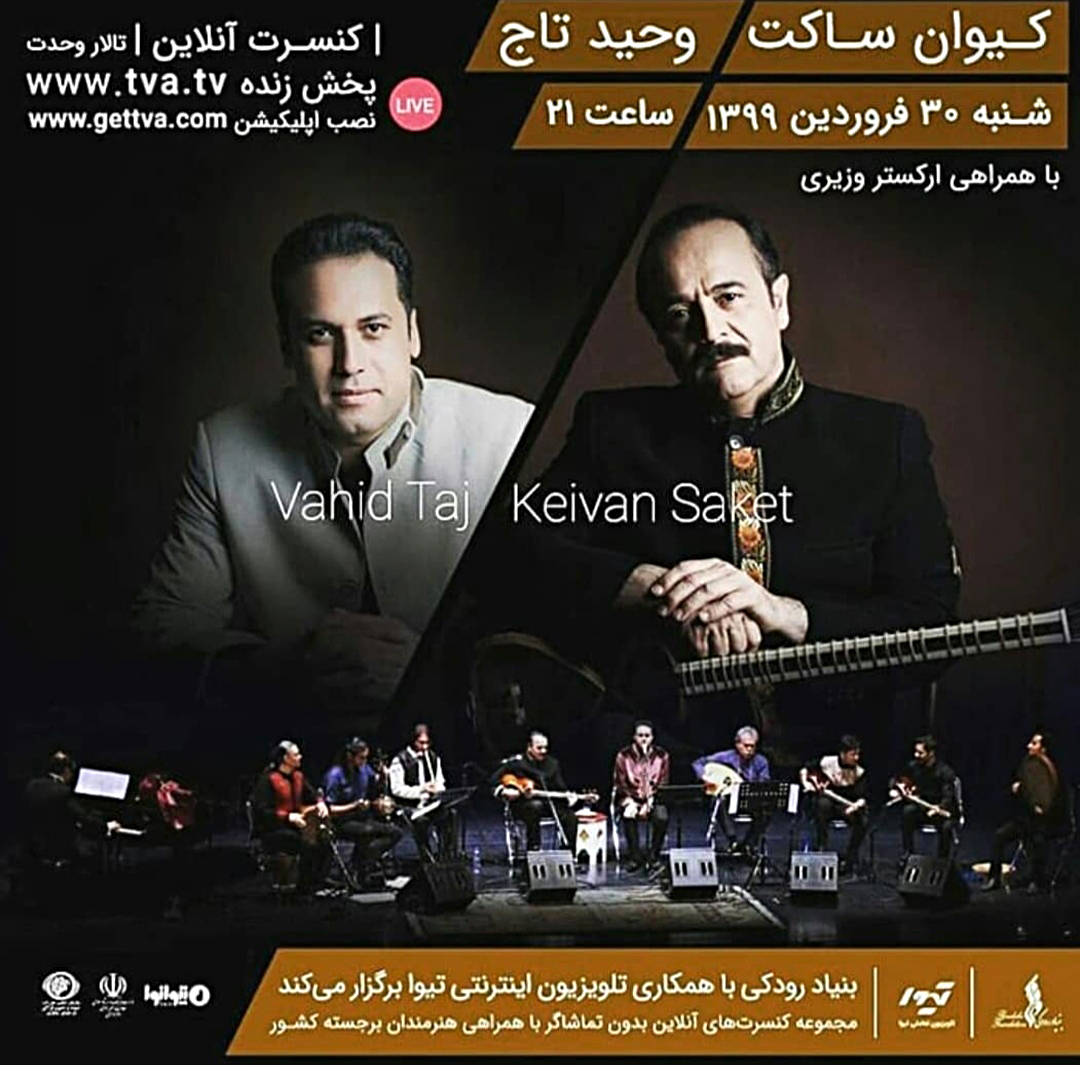 کیوان ساکت
وحید تاج
شنبه ۳۰ فروردین ۱۳۹۹
ساعت ۲۱
با همراهی ارکستر وزیری
| کنسرت آنلاین | تالار وحدت
پخش زنده www.tva.tv
نصب اپلیکیشن www.gettva.com
LIVE
Vahid Taj
Keivan Saket
بنیاد رودکی با همکاری تلویزیون اینترنتی تیوا برگزار می‌کند
مجموعه کنسرت‌های آنلاین بدون تماشاگر با همراهی هنرمندان برجسته کشور
تیوا